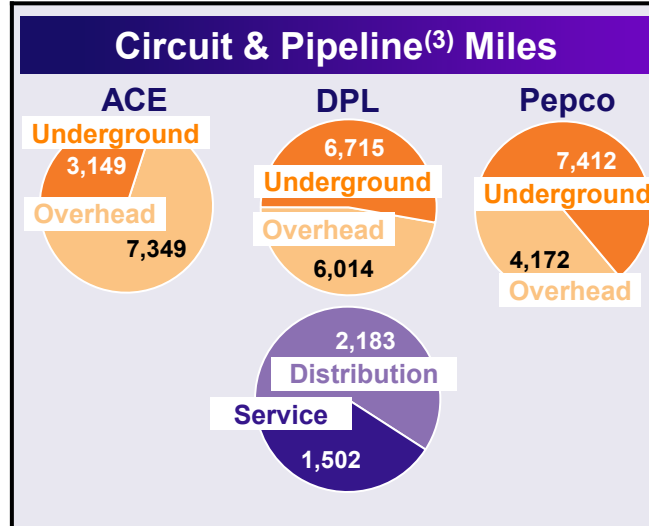 Circuit & Pipeline(3) Miles
ACE
Underground
3,149
Overhead
7,349
DPL
6,715
Underground
Overhead
6,014
Pepco
7,412
Underground
4,172
Overhead
2,183
Distribution
Service
1,502